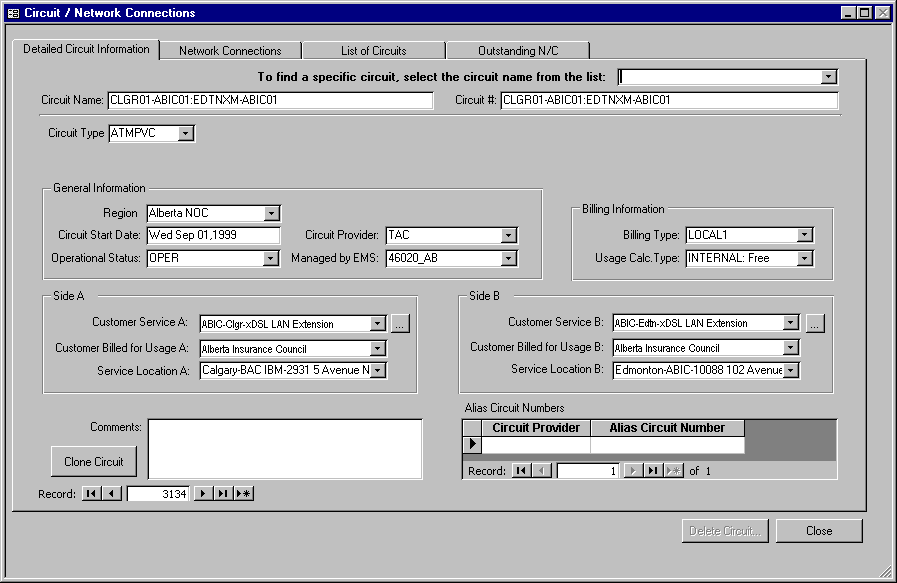 Circuit / Network Connections
Detailed Circuit Information Network Connections List of Circuits Outstanding N/C
To find a specific circuit, select the circuit name from the list:
Circuit Name: CLGR01-ABIC01:EDTNXM-ABIC01 Circuit #: CLGR01-ABIC01:EDTNXM-ABIC01
Circuit Type ATMPVC
General Information
Region Alberta NOC
Circuit Start Date: Wed Sep 01,1999 Circuit Provider: TAC
Operational Status: OPER Managed by EMS: 46020_AB
Billing Information
Billing Type: LOCAL1
Usage Calc.Type: INTERNAL: Free
Side A
Customer Service A: ABIC-Clgr-xDSL LAN Extension ...
Customer Billed for Usage A: Alberta Insurance Council
Service Location A: Calgary-BAC IBM-2931 5 Avenue N
Side B
Customer Service B: ABIC-Edtn-xDSL LAN Extension ...
Customer Billed for Usage B: Alberta Insurance Council
Service Location B: Edmonton-ABIC-10088 102 Avenue
Comments:
Clone Circuit
Record: 3134
Alias Circuit Numbers
Circuit Provider Alias Circuit Number
Record: 1 of 1
Delete Circuit... Close